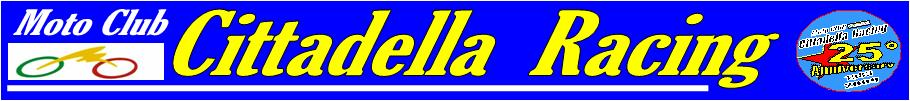 Moto Club
Cittadella Racing
Cittadella Racing
25°
Anniversario